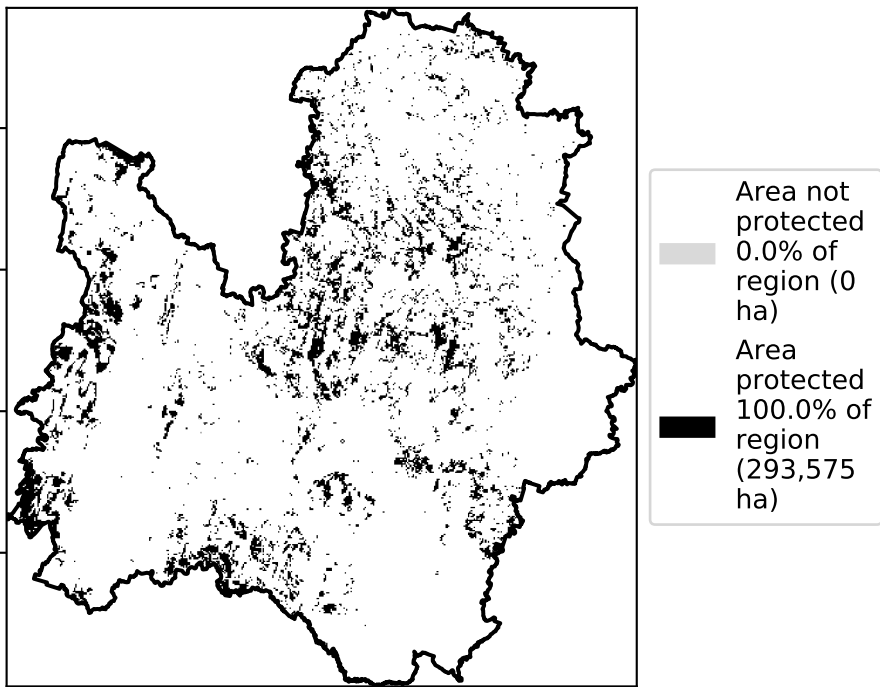 Area not
protected
0.0% of
region (0
ha)
Area
protected
100.0% of
region
(293,575
ha)